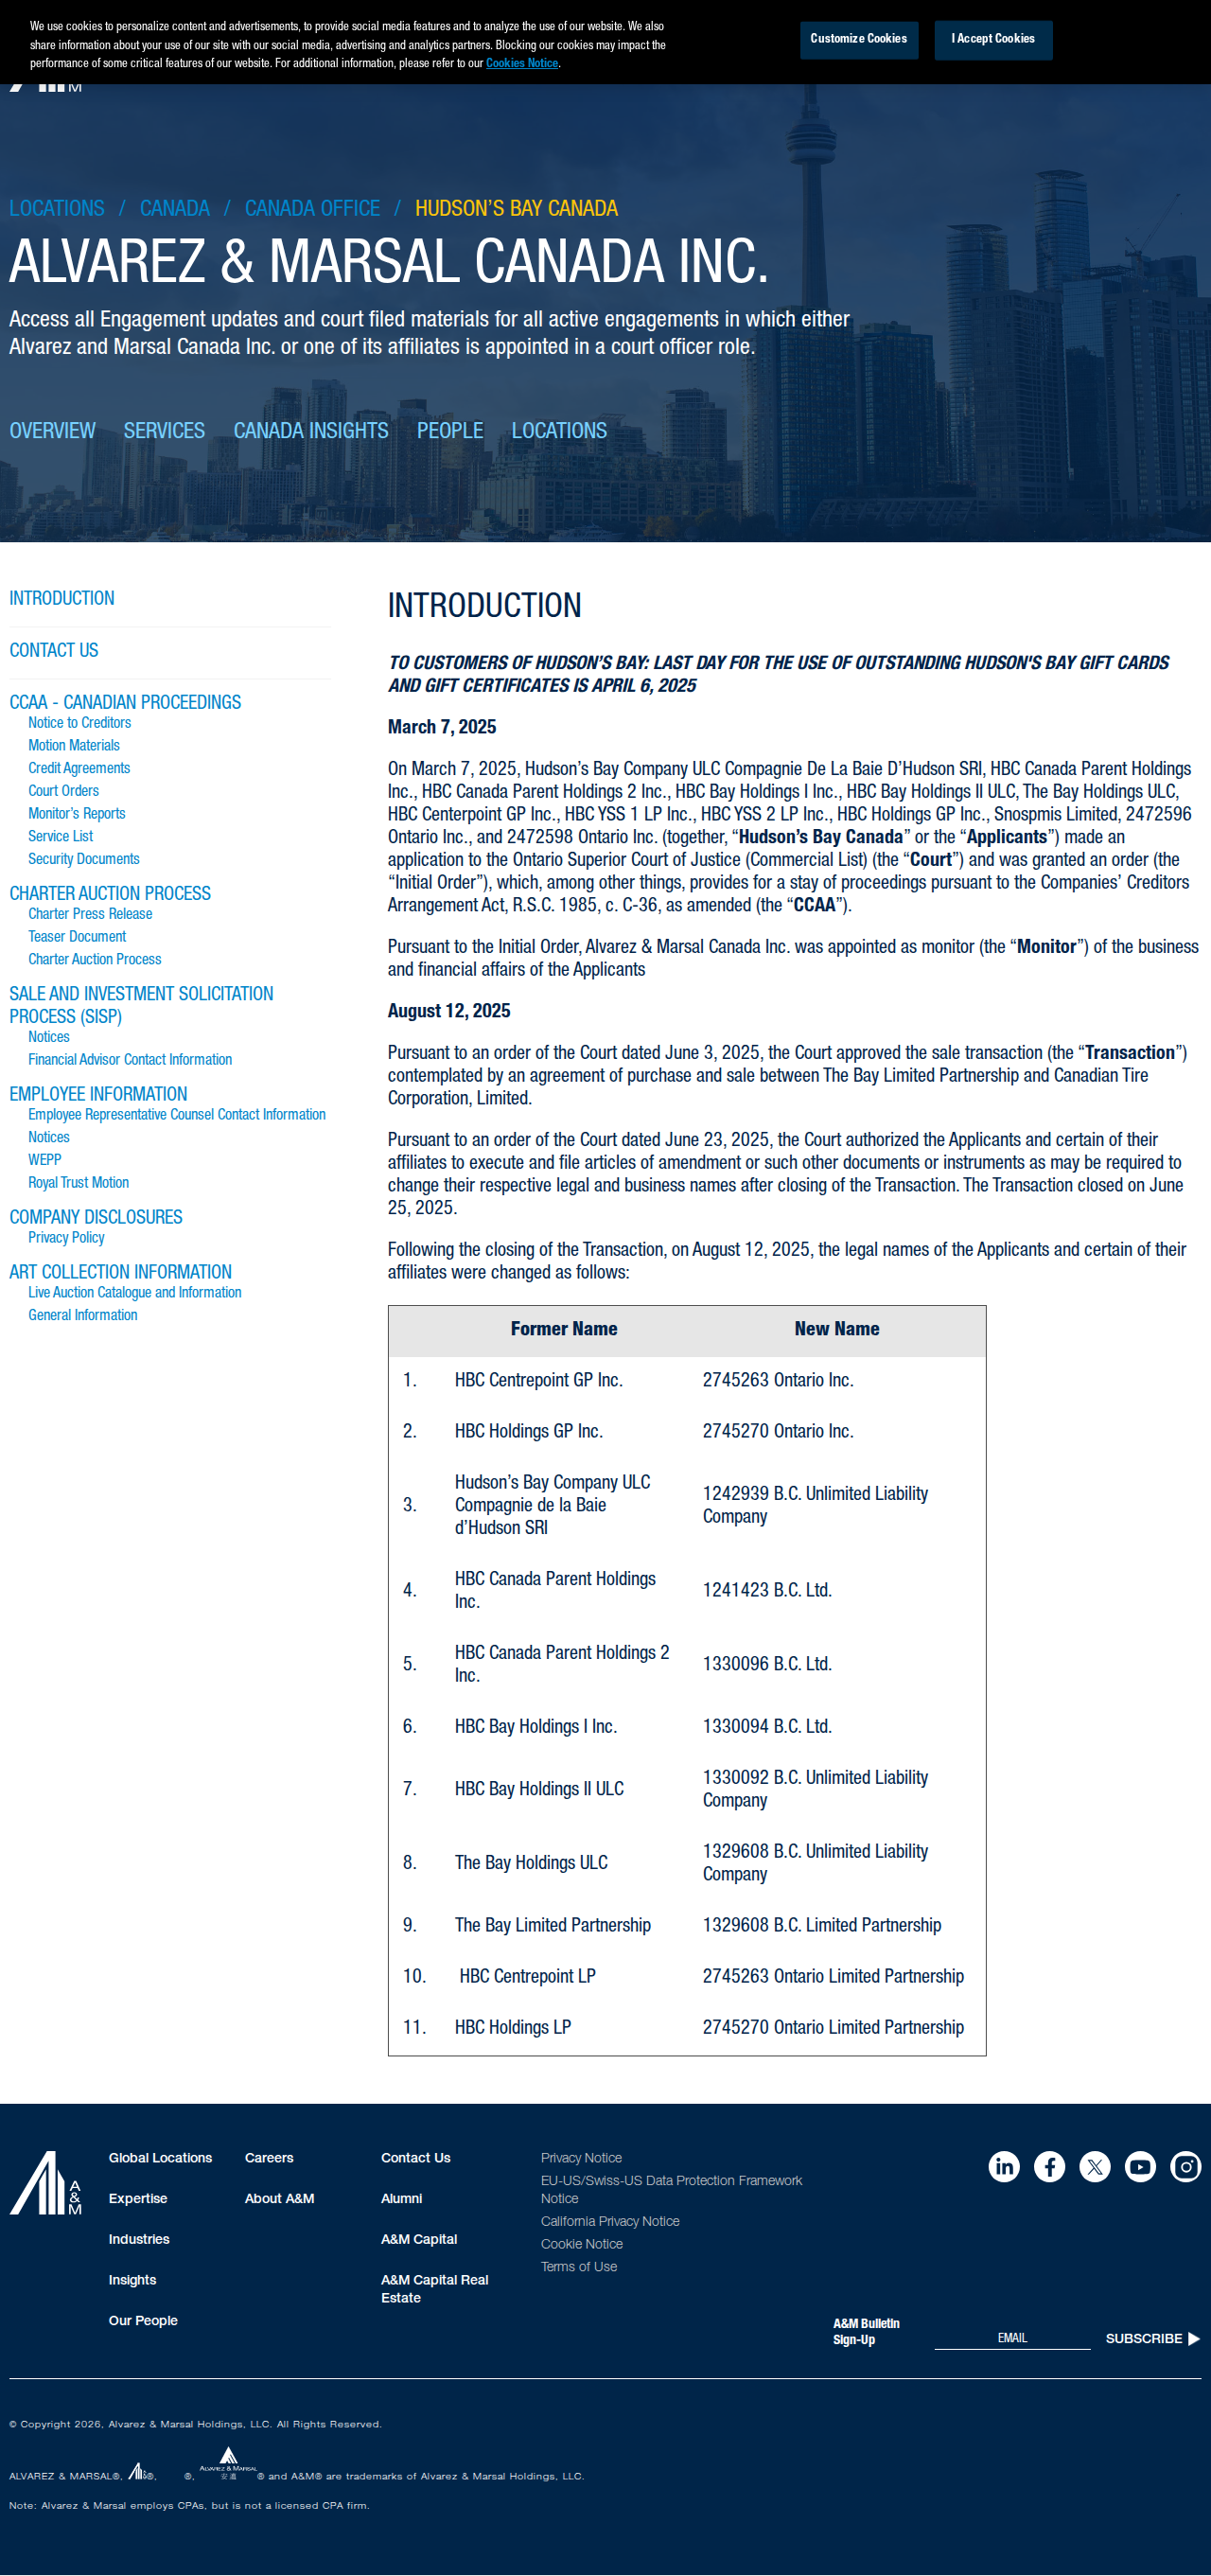 We use cookies to personalize content and advertisements, to provide social media features and to analyze the use of our website. We also
share information about your use of our site with our social media, advertising and analytics partners. Blocking our cookies may impact the
performance of some critical features of our website. For additional information, please refer to our Cookies Notice.
Customize Cookies
I Accept Cookies
LOCATIONS / CANADA / CANADA OFFICE / HUDSON’S BAY CANADA
ALVAREZ & MARSAL CANADA INC.
Access all Engagement updates and court filed materials for all active engagements in which either
Alvarez and Marsal Canada Inc. or one of its affiliates is appointed in a court officer role.
OVERVIEW SERVICES CANADA INSIGHTS PEOPLE LOCATIONS
INTRODUCTION
CONTACT US
CCAA - CANADIAN PROCEEDINGS
Notice to Creditors
Motion Materials
Credit Agreements
Court Orders
Monitor’s Reports
Service List
Security Documents
CHARTER AUCTION PROCESS
Charter Press Release
Teaser Document
Charter Auction Process
SALE AND INVESTMENT SOLICITATION
PROCESS (SISP)
Notices
Financial Advisor Contact Information
EMPLOYEE INFORMATION
Employee Representative Counsel Contact Information
Notices
WEPP
Royal Trust Motion
COMPANY DISCLOSURES
Privacy Policy
ART COLLECTION INFORMATION
Live Auction Catalogue and Information
General Information
INTRODUCTION
TO CUSTOMERS OF HUDSON’S BAY: LAST DAY FOR THE USE OF OUTSTANDING HUDSON'S BAY GIFT CARDS
AND GIFT CERTIFICATES IS APRIL 6, 2025
March 7, 2025
On March 7, 2025, Hudson’s Bay Company ULC Compagnie De La Baie D’Hudson SRI, HBC Canada Parent Holdings
Inc., HBC Canada Parent Holdings 2 Inc., HBC Bay Holdings I Inc., HBC Bay Holdings II ULC, The Bay Holdings ULC,
HBC Centerpoint GP Inc., HBC YSS 1 LP Inc., HBC YSS 2 LP Inc., HBC Holdings GP Inc., Snospmis Limited, 2472596
Ontario Inc., and 2472598 Ontario Inc. (together, “Hudson’s Bay Canada” or the “Applicants”) made an
application to the Ontario Superior Court of Justice (Commercial List) (the “Court”) and was granted an order (the
“Initial Order”), which, among other things, provides for a stay of proceedings pursuant to the Companies’ Creditors
Arrangement Act, R.S.C. 1985, c. C-36, as amended (the “CCAA”).
Pursuant to the Initial Order, Alvarez & Marsal Canada Inc. was appointed as monitor (the “Monitor”) of the business
and financial affairs of the Applicants
August 12, 2025
Pursuant to an order of the Court dated June 3, 2025, the Court approved the sale transaction (the “Transaction”)
contemplated by an agreement of purchase and sale between The Bay Limited Partnership and Canadian Tire
Corporation, Limited.
Pursuant to an order of the Court dated June 23, 2025, the Court authorized the Applicants and certain of their
affiliates to execute and file articles of amendment or such other documents or instruments as may be required to
change their respective legal and business names after closing of the Transaction. The Transaction closed on June
25, 2025.
Following the closing of the Transaction, on August 12, 2025, the legal names of the Applicants and certain of their
affiliates were changed as follows:
Former Name New Name
1. HBC Centrepoint GP Inc. 2745263 Ontario Inc.
2. HBC Holdings GP Inc. 2745270 Ontario Inc.
3. Hudson’s Bay Company ULC
Compagnie de la Baie
d’Hudson SRI
1242939 B.C. Unlimited Liability
Company
4. HBC Canada Parent Holdings
Inc.
1241423 B.C. Ltd.
5. HBC Canada Parent Holdings 2
Inc.
1330096 B.C. Ltd.
6. HBC Bay Holdings I Inc. 1330094 B.C. Ltd.
7. HBC Bay Holdings II ULC
1330092 B.C. Unlimited Liability
Company
8. The Bay Holdings ULC
1329608 B.C. Unlimited Liability
Company
9. The Bay Limited Partnership 1329608 B.C. Limited Partnership
10. HBC Centrepoint LP 2745263 Ontario Limited Partnership
11. HBC Holdings LP 2745270 Ontario Limited Partnership
A
&
M
Global Locations
Expertise
Industries
Insights
Our People
Careers
About A&M
Contact Us
Alumni
A&M Capital
A&M Capital Real
Estate
Privacy Notice
EU-US/Swiss-US Data Protection Framework
Notice
California Privacy Notice
Cookie Notice
Terms of Use
A&M Bulletin
Sign-Up
EMAIL
SUBSCRIBE
© Copyright 2026, Alvarez & Marsal Holdings, LLC. All Rights Reserved.
ALVAREZ & MARSAL®, ®, ®, ALVAREZ & MARSAL ® and A&M® are trademarks of Alvarez & Marsal Holdings, LLC.
Note: Alvarez & Marsal employs CPAs, but is not a licensed CPA firm.